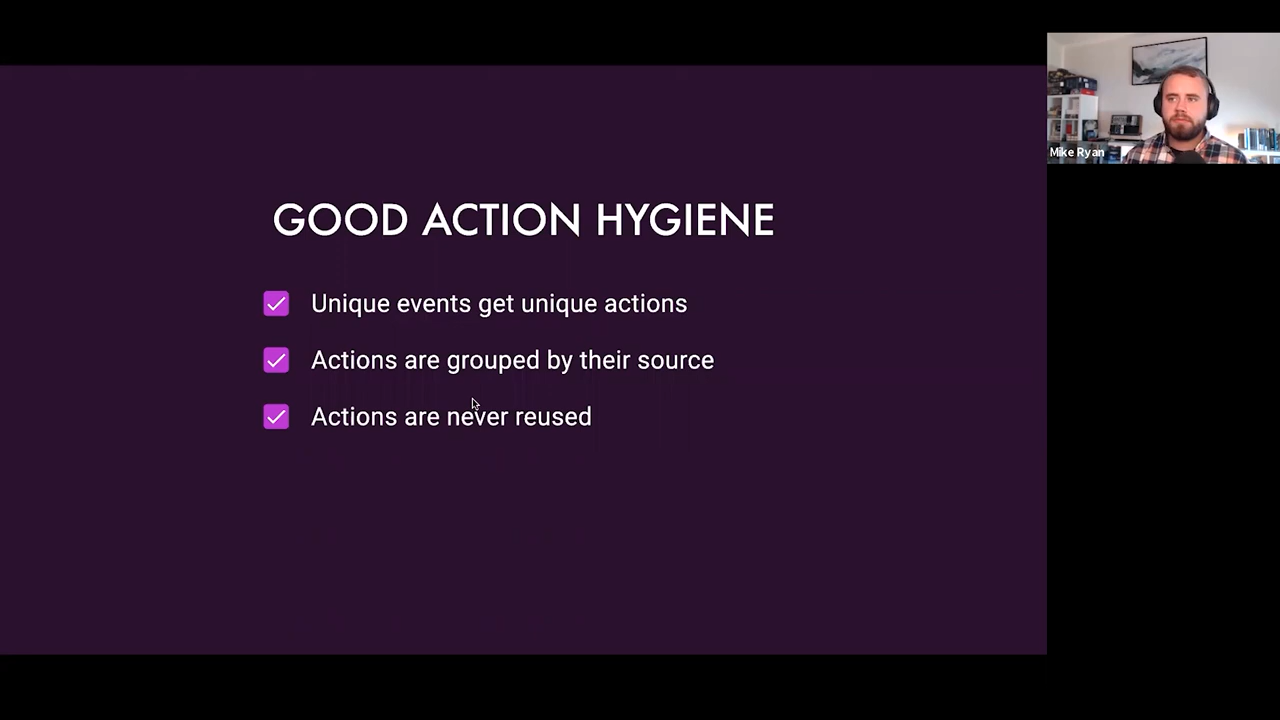 GOOD ACTION HYGIENE
Unique events get unique actions
Actions are grouped by their source
Actions are never reused
Mike Ryan